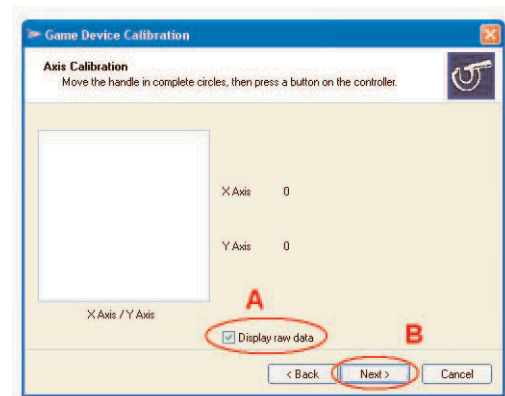 Game Device Calibration
Axis Calibration
Move the handle in complete circles, then press a button on the controller.
X Axis 0
Y Axis 0
X Axis / Y Axis
A
Display raw data
B
< Back Next > Cancel